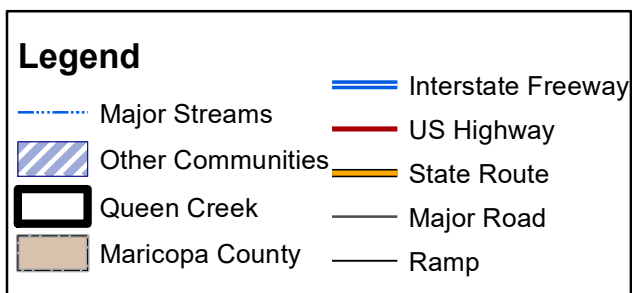 Legend
Major Streams
Other Communities
Queen Creek
Maricopa County
Interstate Freeway
US Highway
State Route
Major Road
Ramp